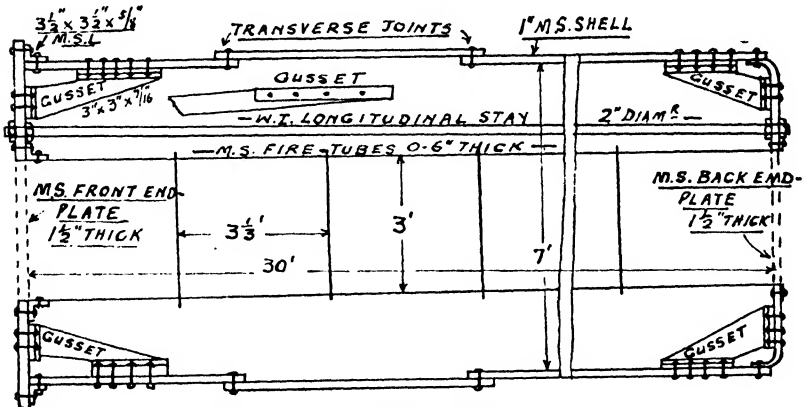 3½" x 3½" x ⅝"
M.S.L
TRANSVERSE JOINTS
1" M.S. SHELL
GUSSET
3" x 3" x 7/16
GUSSET
GUSSET
W.I. LONGITUDINAL STAY 2" DIAMR
M.S. FIRE-TUBES 0·6" THICK
M.S. FRONT END-
PLATE
1½" THICK
M.S. BACK END-
PLATE
1½" THICK
3⅓'
3'
7'
30'
GUSSET
GUSSET